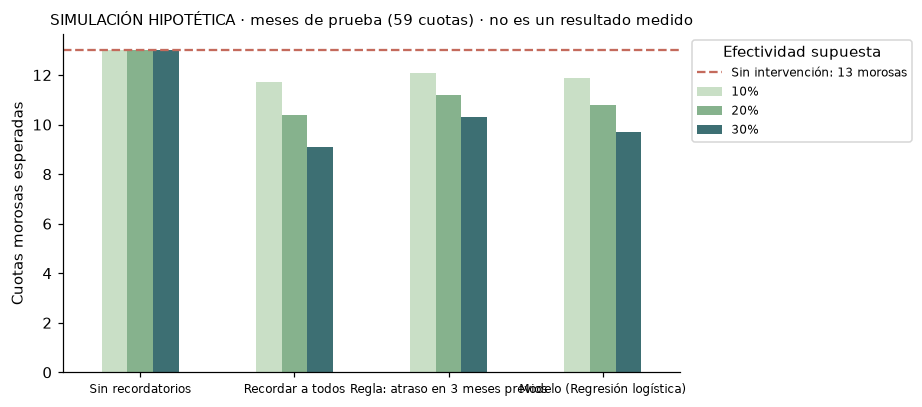 SIMULACIÓN HIPOTÉTICA · meses de prueba (59 cuotas) · no es un resultado medido
Cuotas morosas esperadas
12
10
8
6
4
2
0
Sin recordatorios
Recordar a todos
Regla: atraso en 3 meses previos
Modelo (Regresión logística)
Efectividad supuesta
Sin intervención: 13 morosas
10%
20%
30%